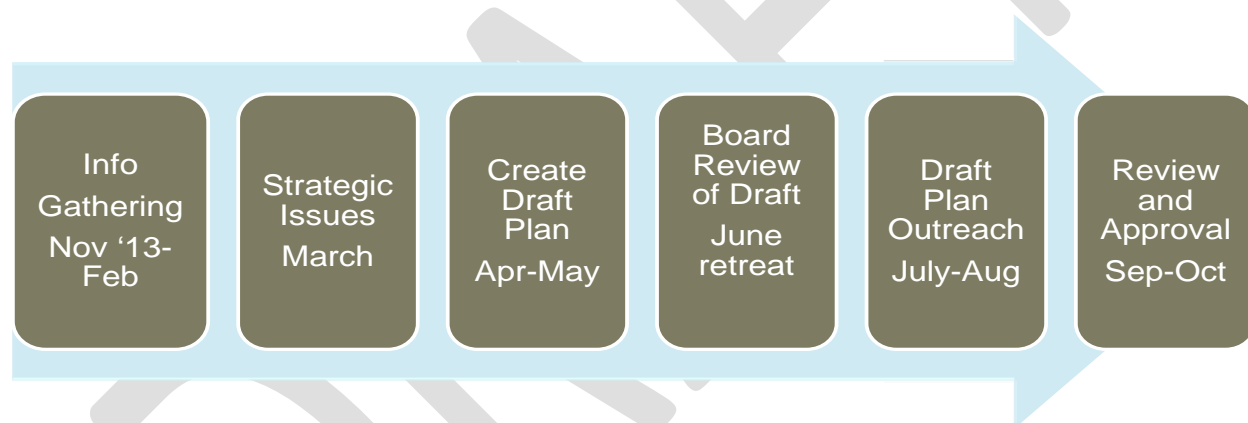 Info
Gathering
Nov ‘13-
Feb
Strategic
Issues
March
Create
Draft
Plan
Apr-May
Board
Review
of Draft
June
retreat
Draft
Plan
Outreach
July-Aug
Review
and
Approval
Sep-Oct